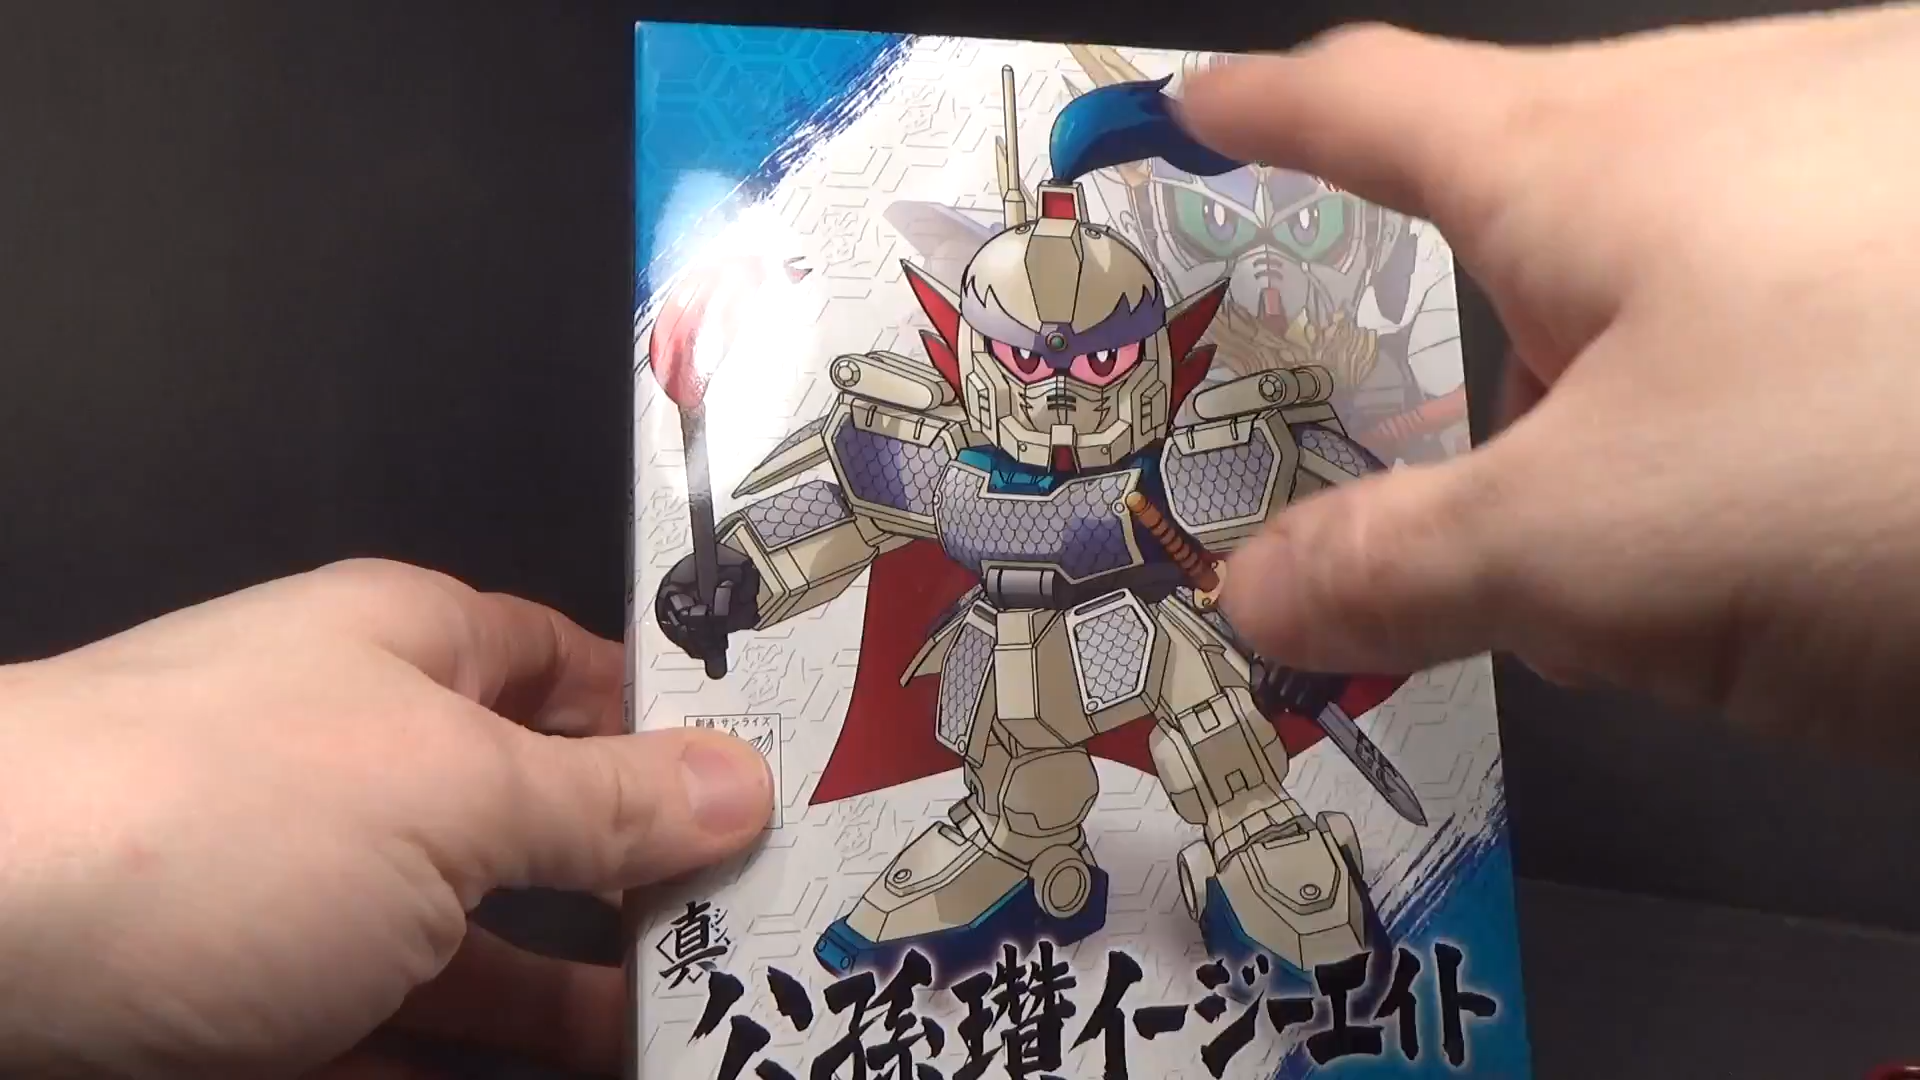 創通・サンライズ
真
シン
公孫瓚イージーエイト